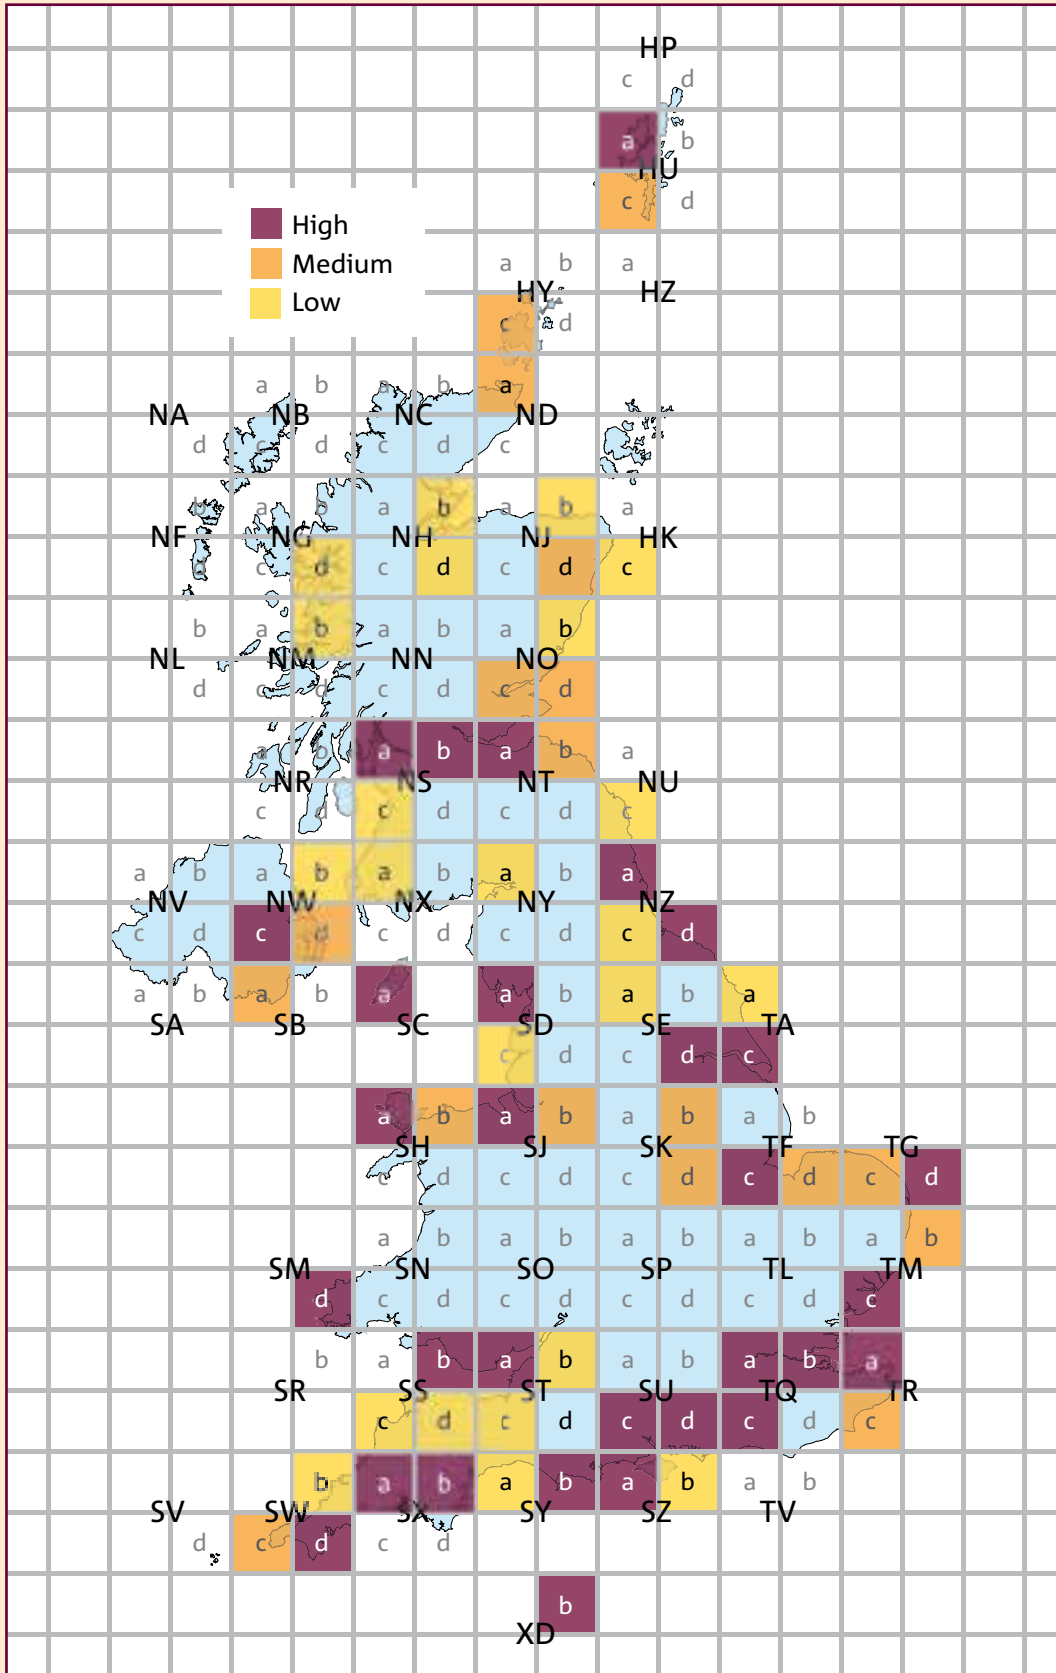 HP
c d
a b
HU
c d
High
Medium
Low
a b a
HY HZ
c d
a b a b a
NA NB NC ND
d c d c d c
b a b a b a b a
NF NG NH NJ HK
d c d c d c d c
b a b a b a b
NL NM NN NO
d c d c d c d
a b a b a b a
NR NS NT NU
c d c d c d c
a b a b a b a b a
NV NW NX NY NZ
c d c d c d c d c d
a b a b a a b a b a
SA SB SC SD SE TA
c d c d c
a b a b a b a b
SH SJ SK TF TG
c d c d c d c d c d
a b a b a b a b a b
SM SN SO SP TL TM
d c d c d c d c d c
b a b a b a b a b a
SR SS ST SU TQ TR
c d c d c d c d c
b a b a b a b a b
SV SW SX SY SZ TV
d c d c d
b
XD